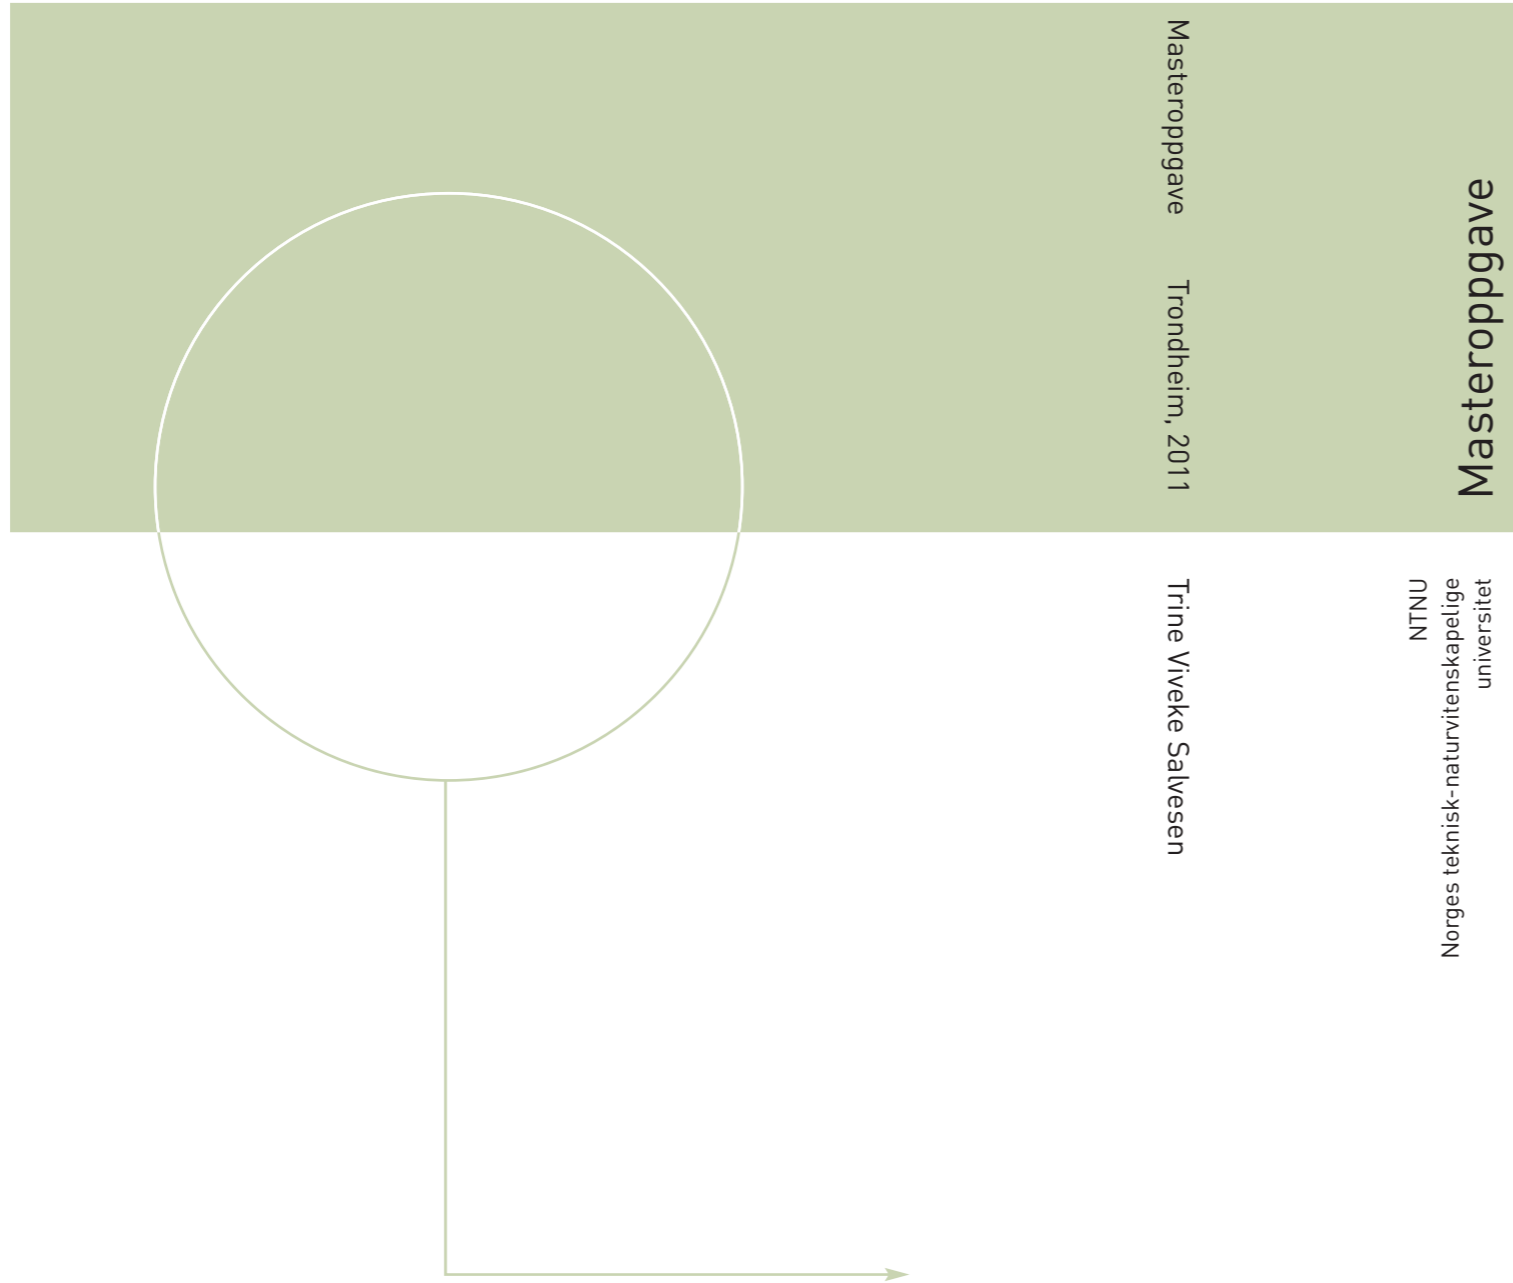 Masteroppgave
Trondheim, 2011
Trine Viveke Salvesen
Masteroppgave
NTNU
Norges teknisk-naturvitenskapelige
universitet